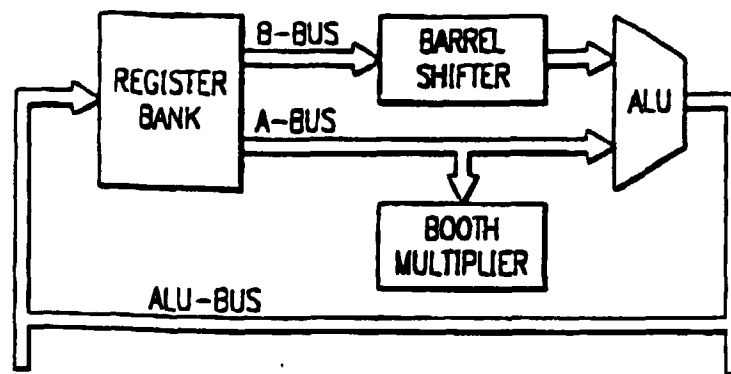 B-BUS
BARREL
SHIFTER
REGISTER
BANK
ALU
A-BUS
BOOTH
MULTIPLIER
ALU-BUS